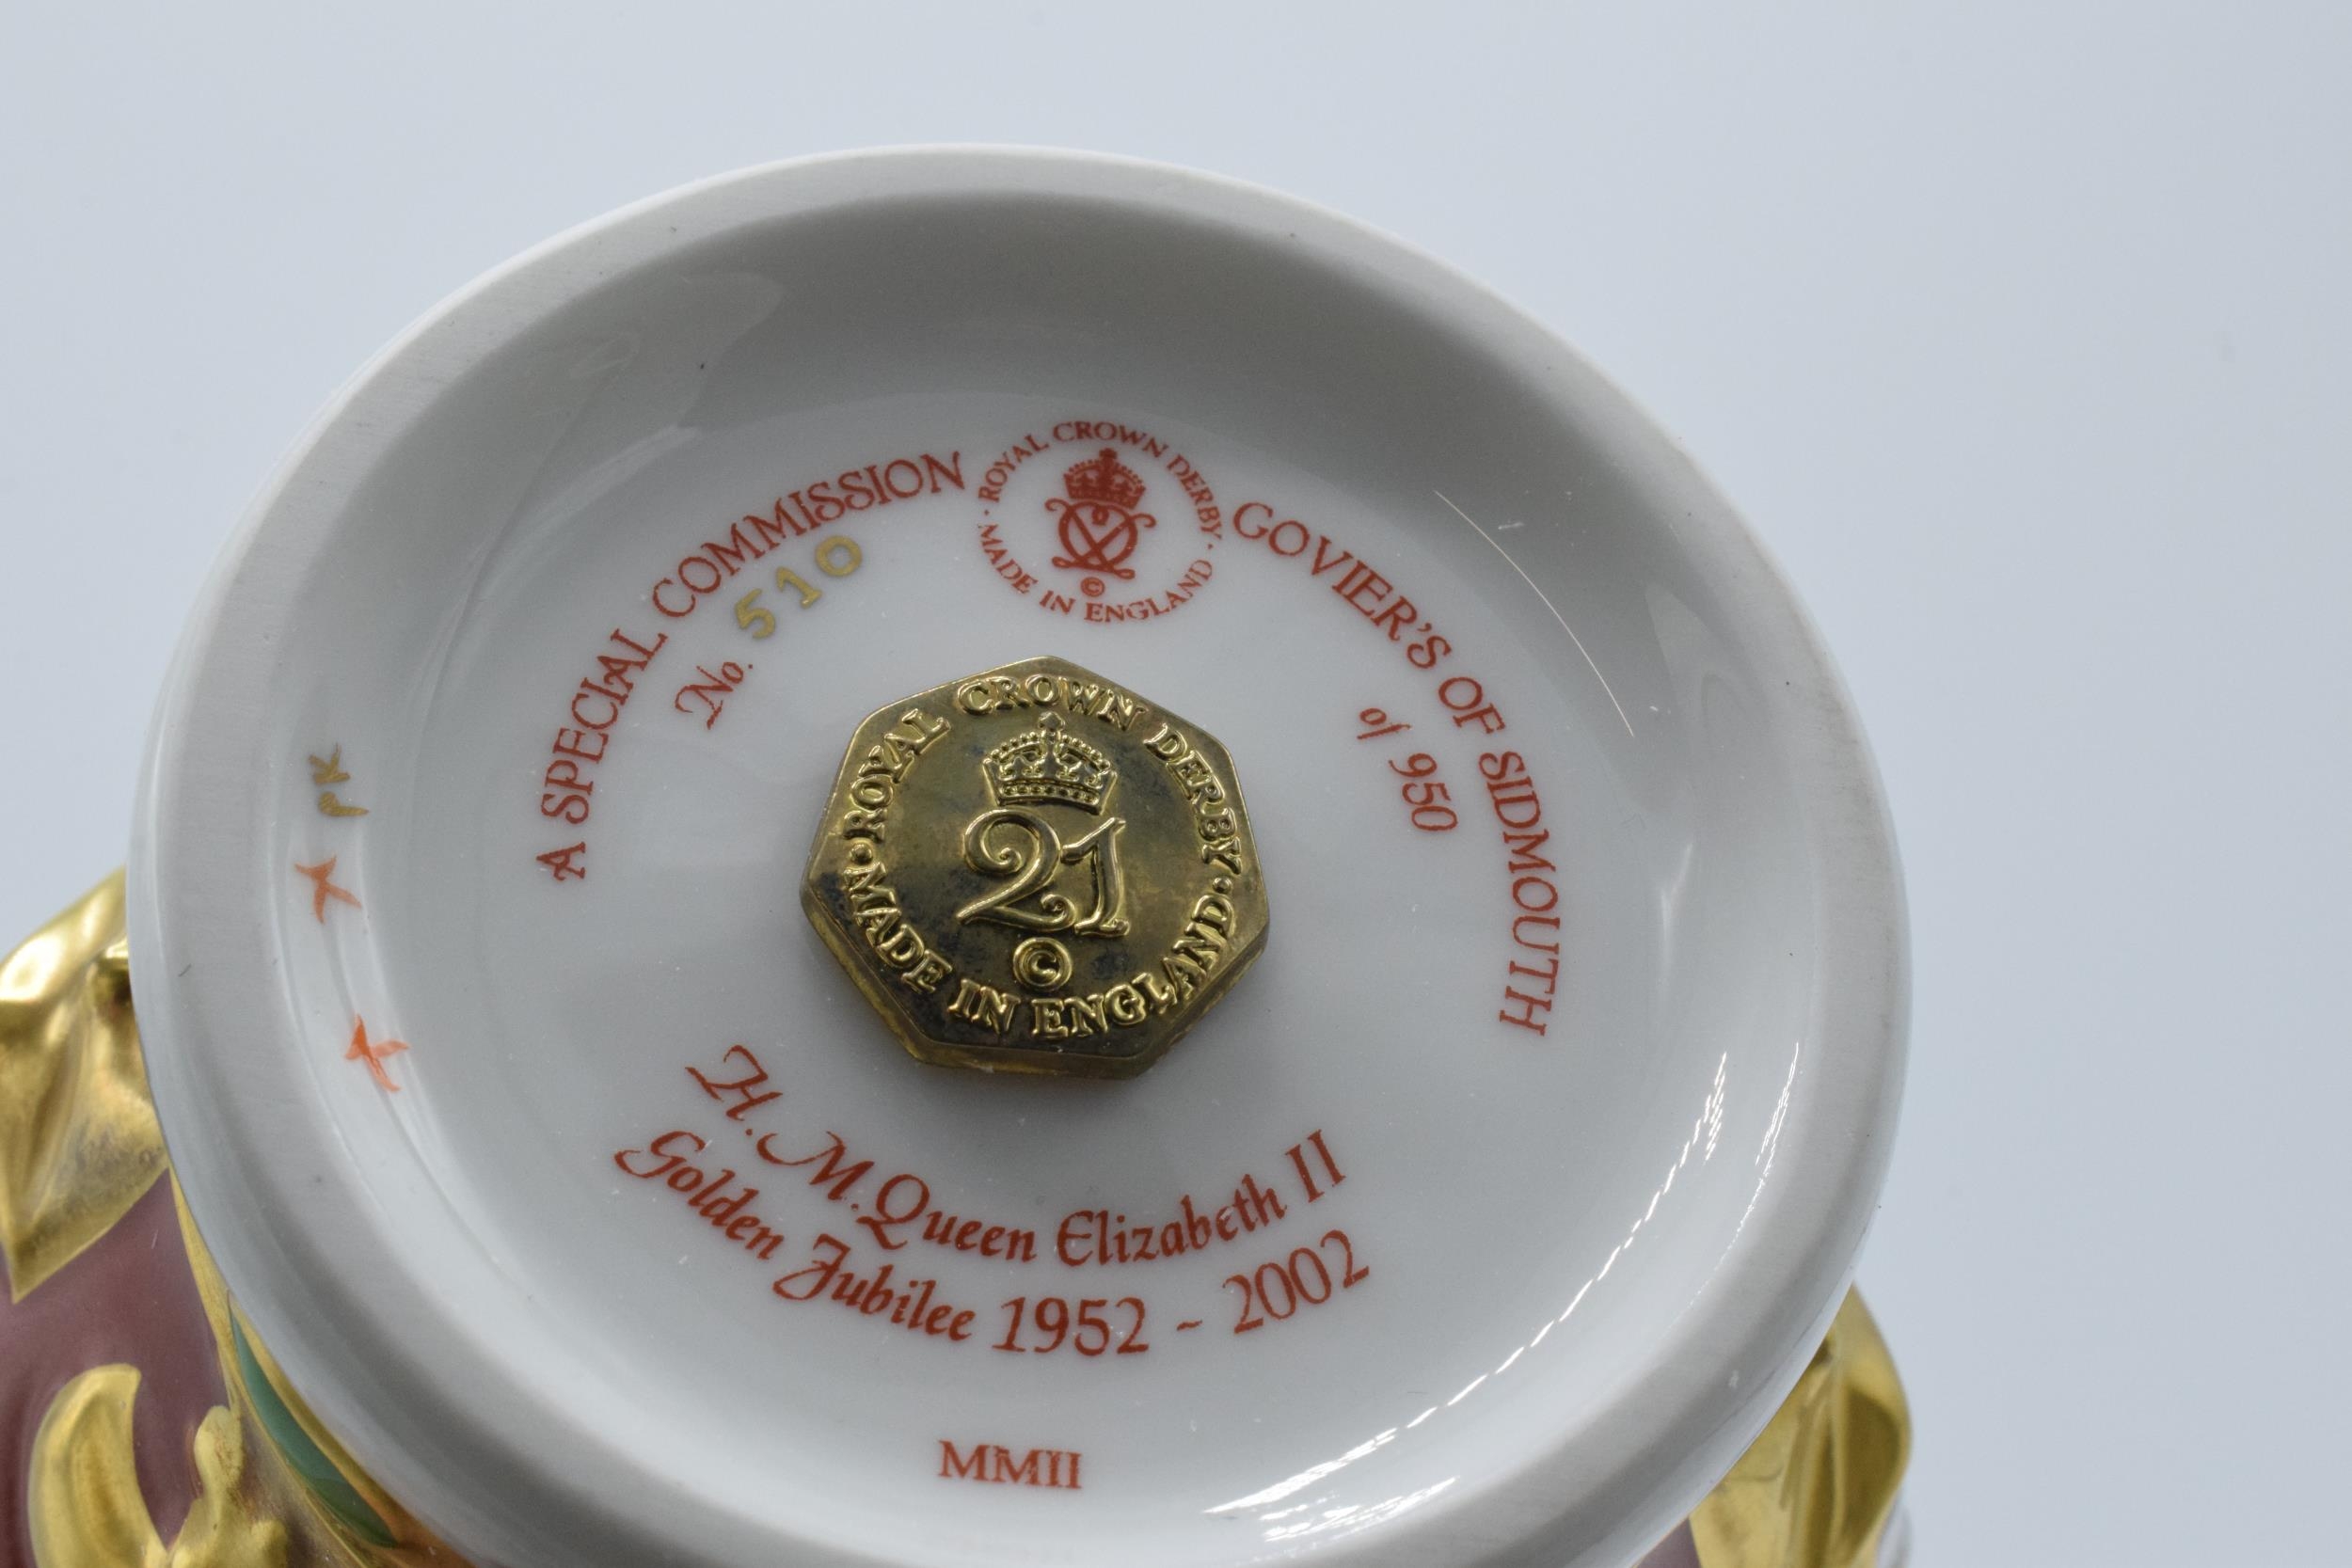 A SPECIAL COMMISSION
ROYAL CROWN DERBY
MADE IN ENGLAND
©
GOVIER'S OF SIDMOUTH
No. 510
of 950
ROYAL CROWN DERBY
21
©
MADE IN ENGLAND
PK
H. M. Queen Elizabeth II
Golden Jubilee 1952 - 2002
MMII